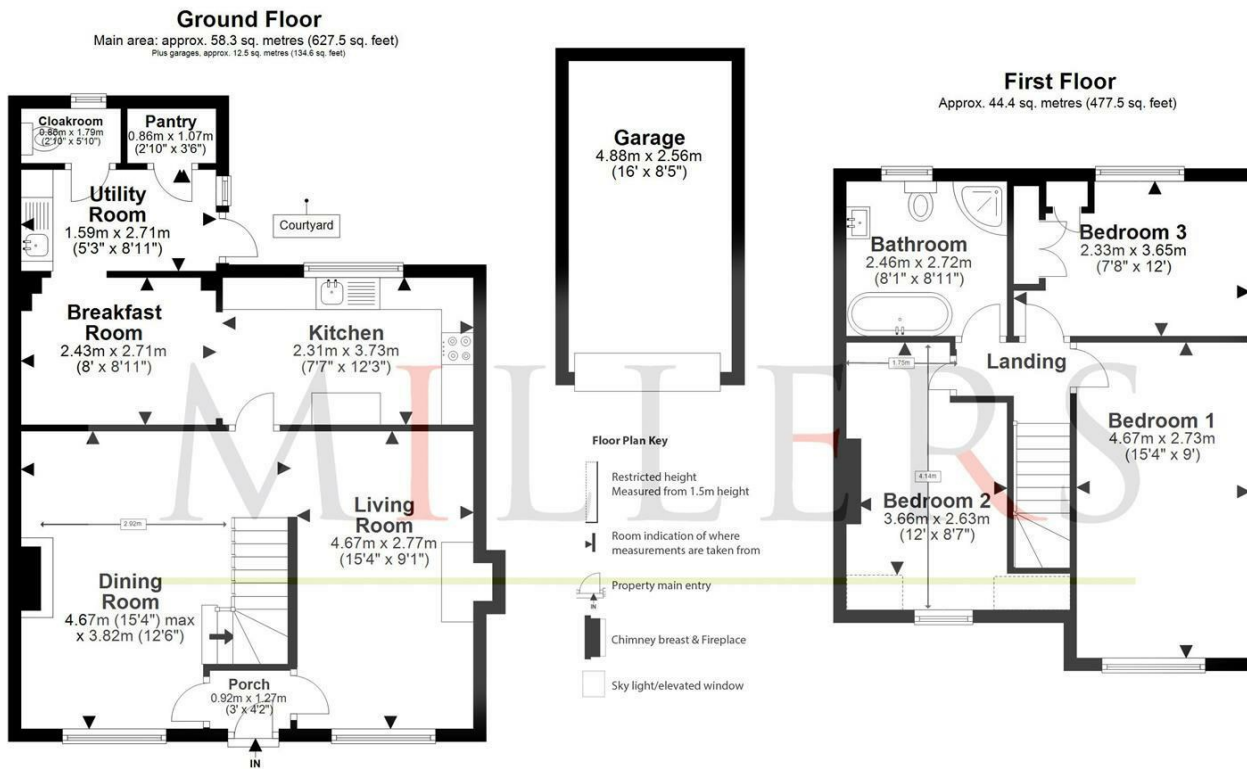 Ground Floor
Main area: approx. 58.3 sq. metres (627.5 sq. feet)
Plus garages, approx. 12.5 sq. metres (134.6 sq. feet)
Cloakroom
0.86m x 1.79m
(2'10" x 5'10")
Pantry
0.86m x 1.07m
(2'10" x 3'6")
Utility
Room
1.59m x 2.71m
(5'3" x 8'11")
Courtyard
Breakfast
Room
2.43m x 2.71m
(8' x 8'11")
Kitchen
2.31m x 3.73m
(7'7" x 12'3")
2.92m
Dining
Room
4.67m (15'4") max
x 3.82m (12'6")
Living
Room
4.67m x 2.77m
(15'4" x 9'1")
Porch
0.92m x 1.27m
(3' x 4'2")
IN
Garage
4.88m x 2.56m
(16' x 8'5")
Floor Plan Key
Restricted height
Measured from 1.5m height
Room indication of where
measurements are taken from
Property main entry
IN
Chimney breast & Fireplace
Sky light/elevated window
First Floor
Approx. 44.4 sq. metres (477.5 sq. feet)
Bathroom
2.46m x 2.72m
(8'1" x 8'11")
Bedroom 3
2.33m x 3.65m
(7'8" x 12')
Landing
1.75m
4.14m
Bedroom 1
4.67m x 2.73m
(15'4" x 9')
Bedroom 2
3.66m x 2.63m
(12' x 8'7")
MILLERS